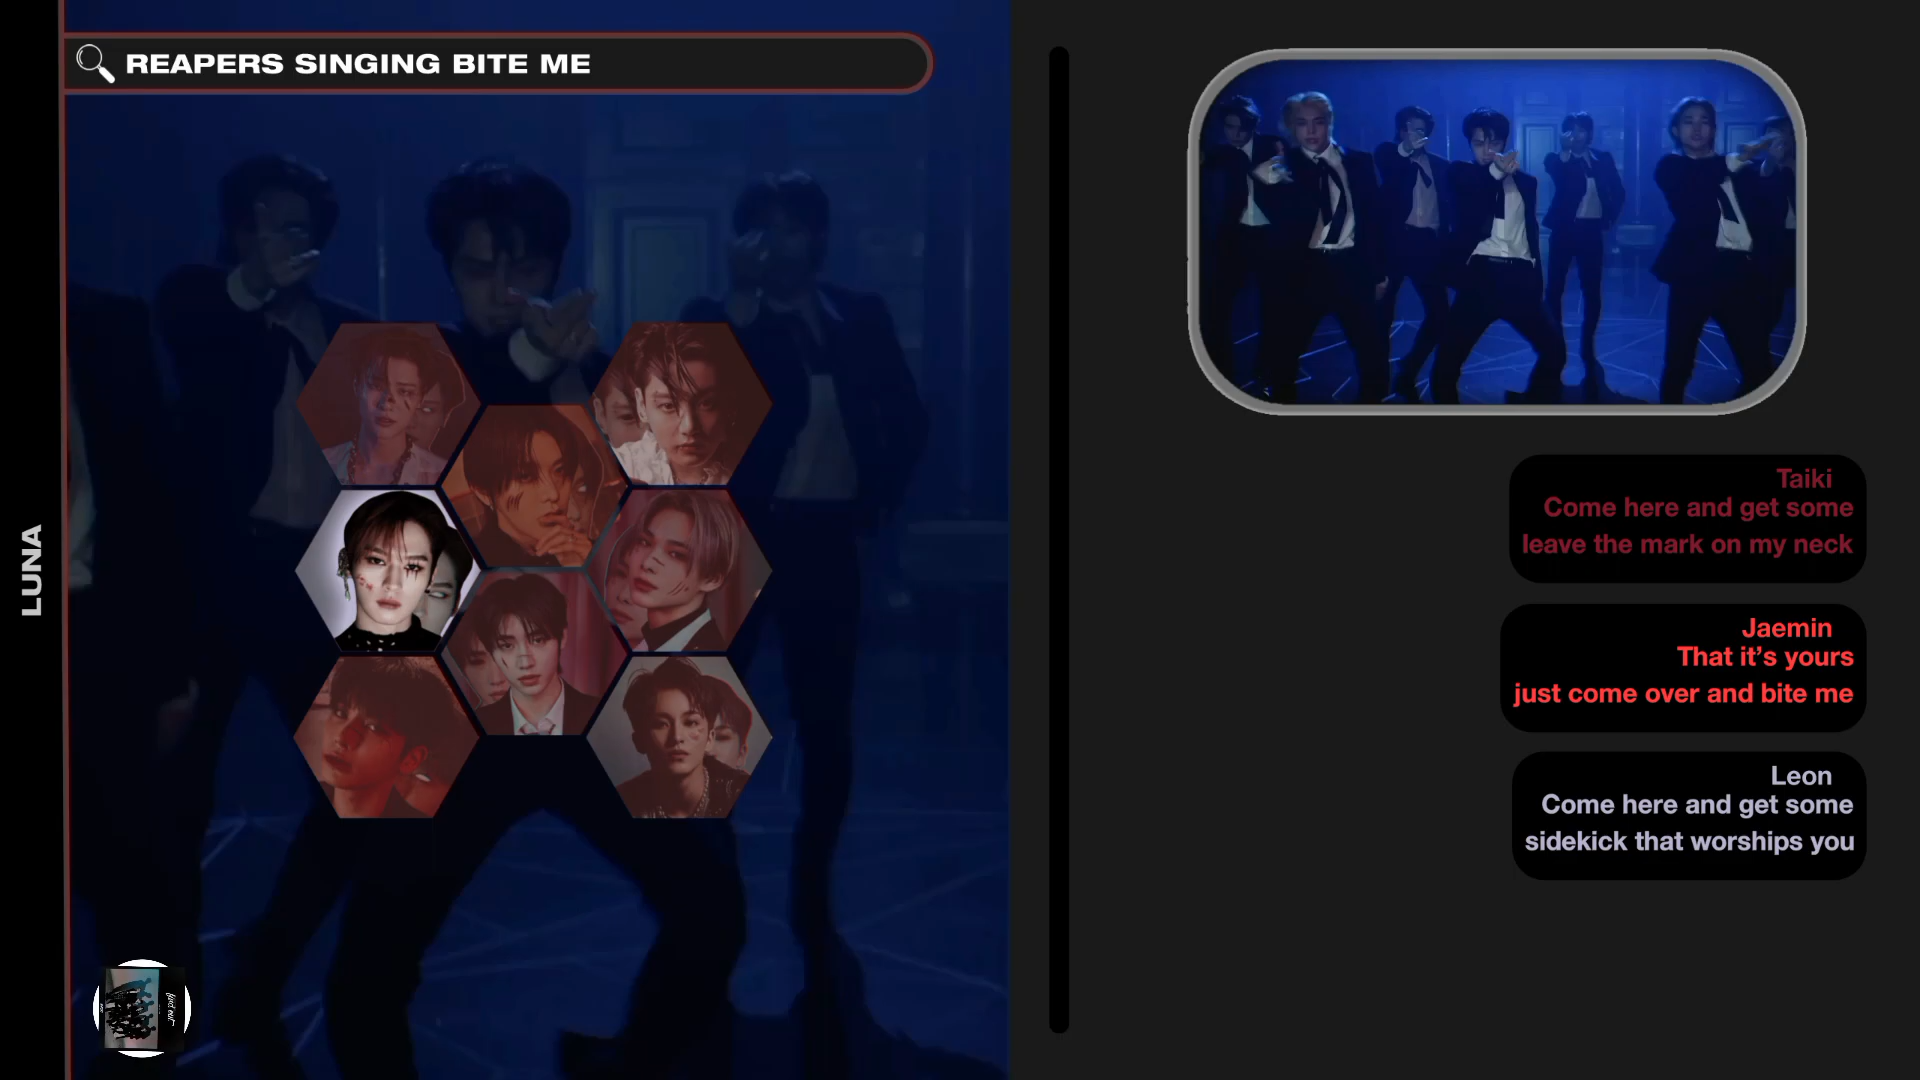 REAPERS SINGING BITE ME
LUNA
Taiki
Come here and get some
leave the mark on my neck
Jaemin
That it's yours
just come over and bite me
Leon
Come here and get some
sidekick that worships you